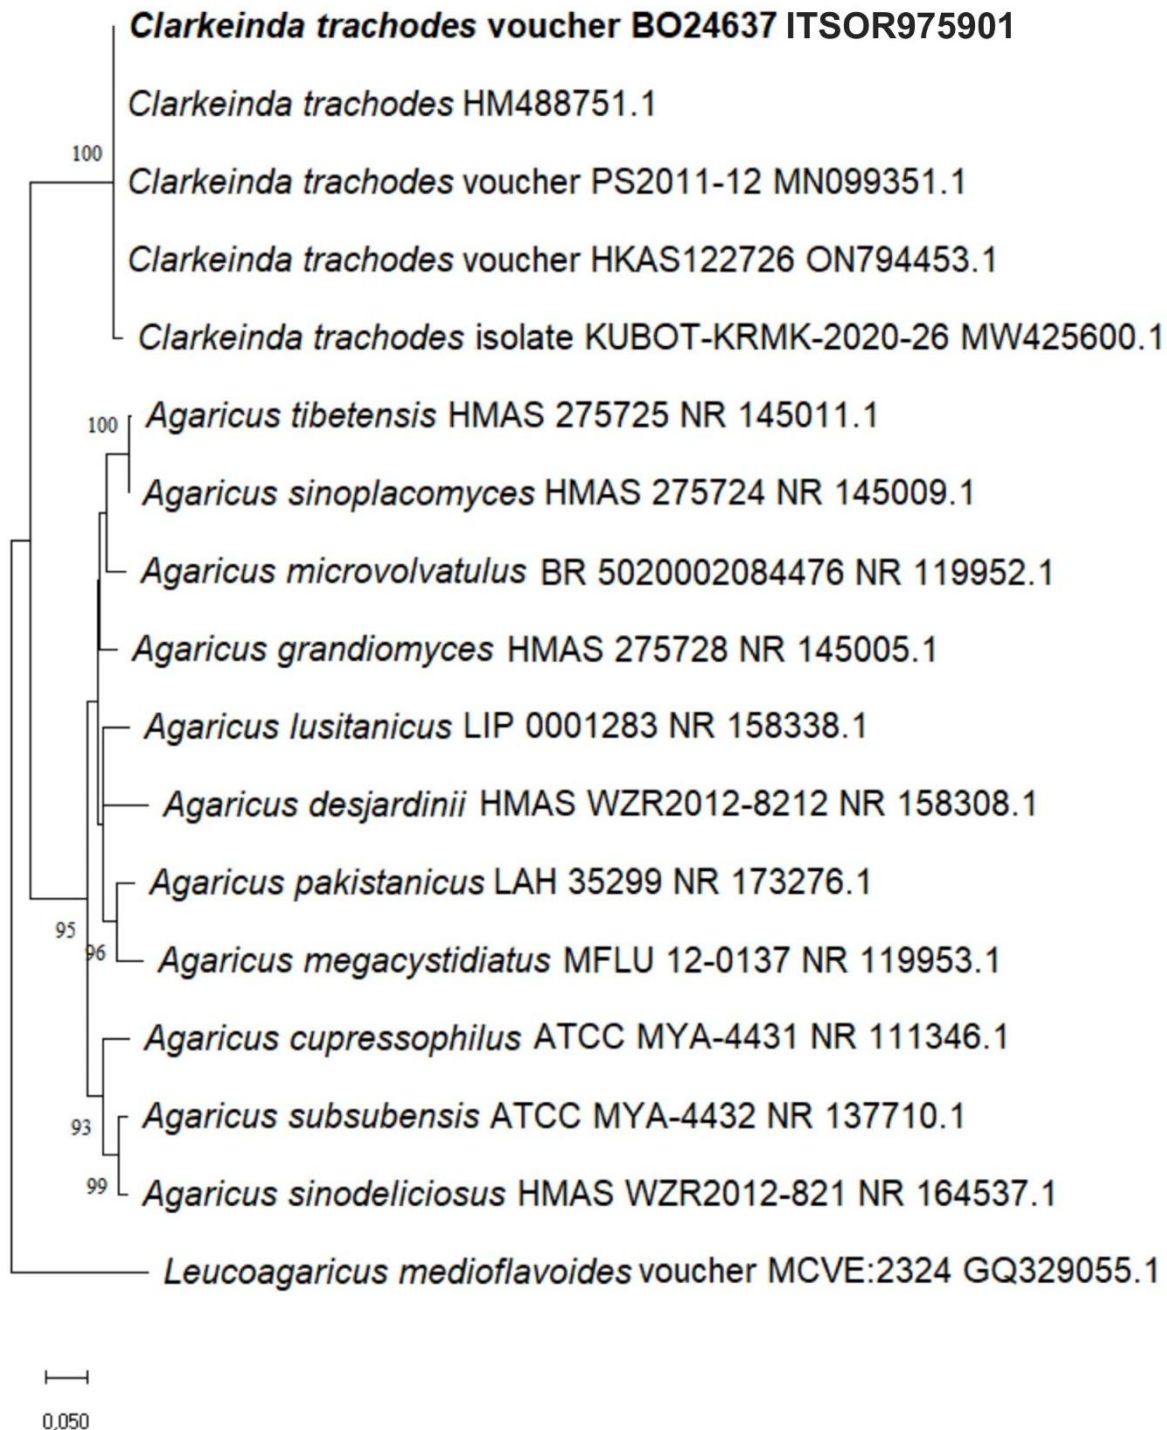 Clarkeinda trachodes voucher BO24637 ITSOR975901
Clarkeinda trachodes HM488751.1
100
Clarkeinda trachodes voucher PS2011-12 MN099351.1
Clarkeinda trachodes voucher HKAS122726 ON794453.1
Clarkeinda trachodes isolate KUBOT-KRMK-2020-26 MW425600.1
100 Agaricus tibetensis HMAS 275725 NR 145011.1
Agaricus sinoplacomyces HMAS 275724 NR 145009.1
Agaricus microvolvatulus BR 5020002084476 NR 119952.1
Agaricus grandiomyces HMAS 275728 NR 145005.1
Agaricus lusitanicus LIP 0001283 NR 158338.1
Agaricus desjardinii HMAS WZR2012-8212 NR 158308.1
Agaricus pakistanicus LAH 35299 NR 173276.1
95
96 Agaricus megacystidiatus MFLU 12-0137 NR 119953.1
Agaricus cupressophilus ATCC MYA-4431 NR 111346.1
Agaricus subsubensis ATCC MYA-4432 NR 137710.1
93
99 Agaricus sinodeliciosus HMAS WZR2012-821 NR 164537.1
Leucoagaricus medioflavoides voucher MCVE:2324 GQ329055.1
0,050